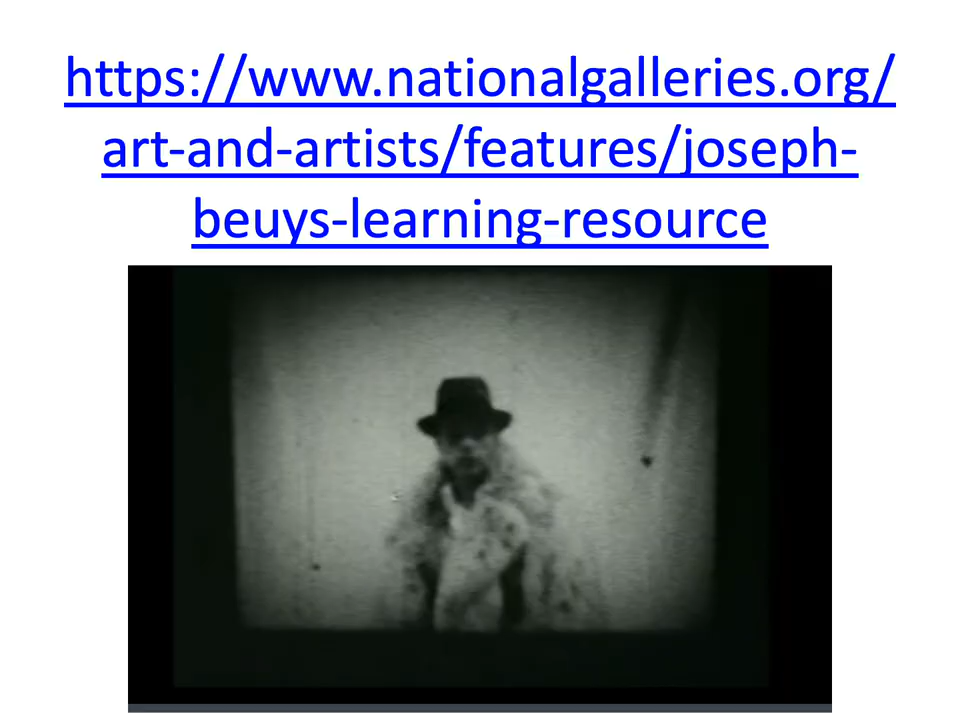 https://www.nationalgalleries.org/
art-and-artists/features/joseph-
beuys-learning-resource